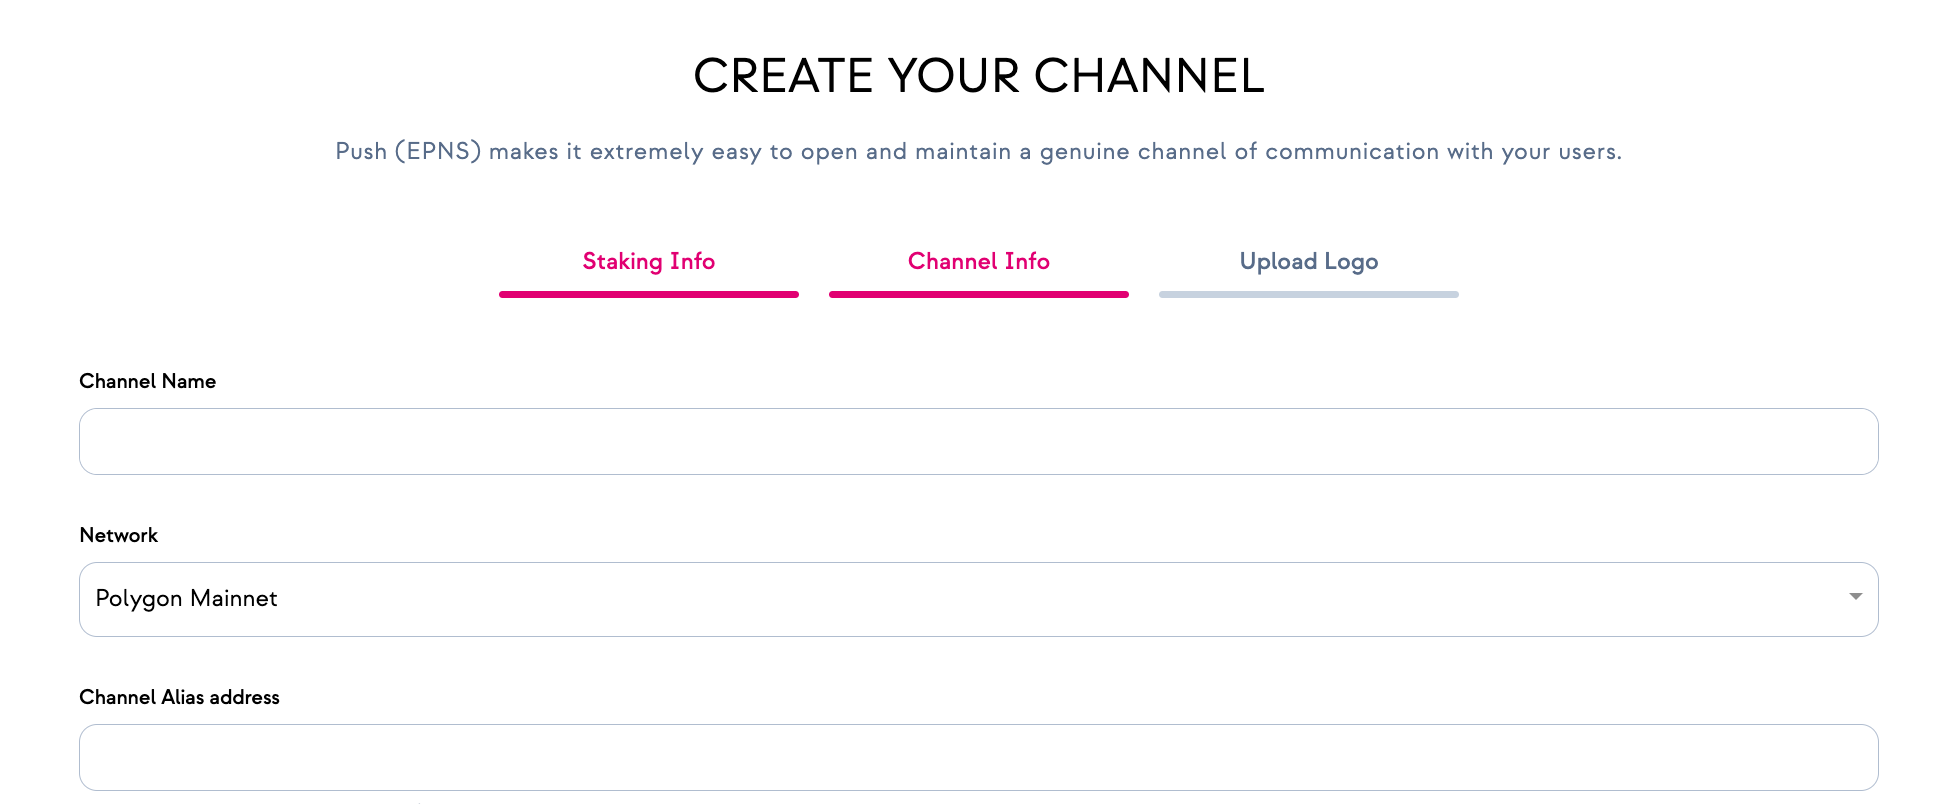 CREATE YOUR CHANNEL
Push (EPNS) makes it extremely easy to open and maintain a genuine channel of communication with your users.
Staking Info
Channel Info
Upload Logo
Channel Name
Network
Polygon Mainnet
Channel Alias address